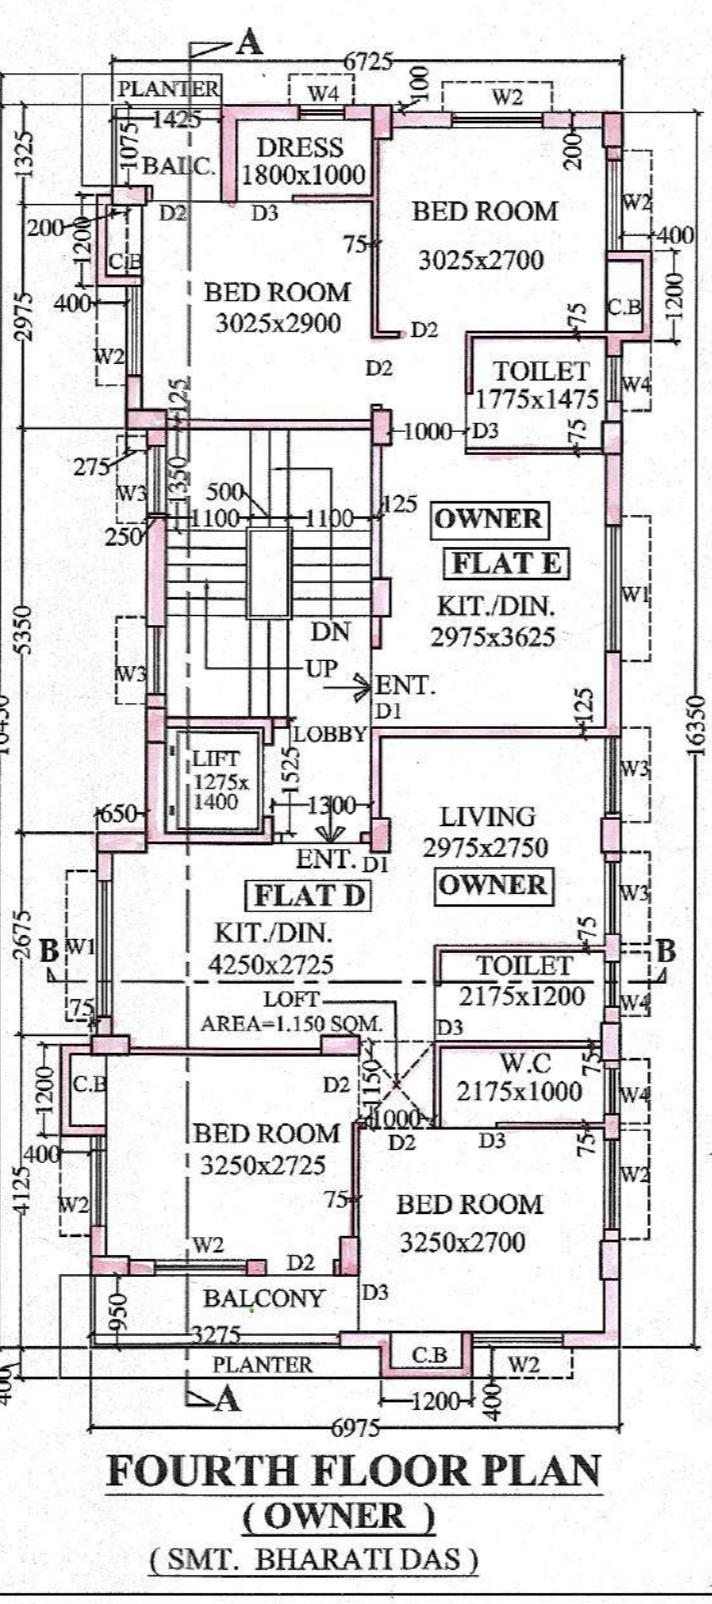 A
6725
PLANTER
W4
100
W2
1425
1075
1325
DRESS
1800x1000
200
BALC.
W2
D2
D3
BED ROOM
200
1200
75
400
3025x2700
C.B
BED ROOM
3025x2900
1200
C.B
400
2975
D2
75
W2
D2
TOILET
1775x1475
W4
125
1000
D3
75
275
1350
W3
500
1100
1100
125
OWNER
250
FLAT E
W1
KIT./DIN.
2975x3625
5350
DN
UP
W3
ENT.
D1
125
16350
LOBBY
LIFT
1275x
1400
1525
W3
650
1300
LIVING
2975x2750
ENT.
D1
OWNER
W3
FLAT D
2675
KIT./DIN.
4250x2725
75
B
W1
B
TOILET
2175x1200
LOFT
W4
75
AREA=1.150 SQM.
D3
W.C
2175x1000
75
1200
C.B
D2
1150
W4
1000
BED ROOM
3250x2725
D2
D3
75
400
4125
W2
75
BED ROOM
3250x2700
W2
W2
D2
BALCONY
D3
950
3275
PLANTER
C.B
W2
400
A
1200
400
6975
FOURTH FLOOR PLAN
( OWNER )
( SMT. BHARATI DAS )